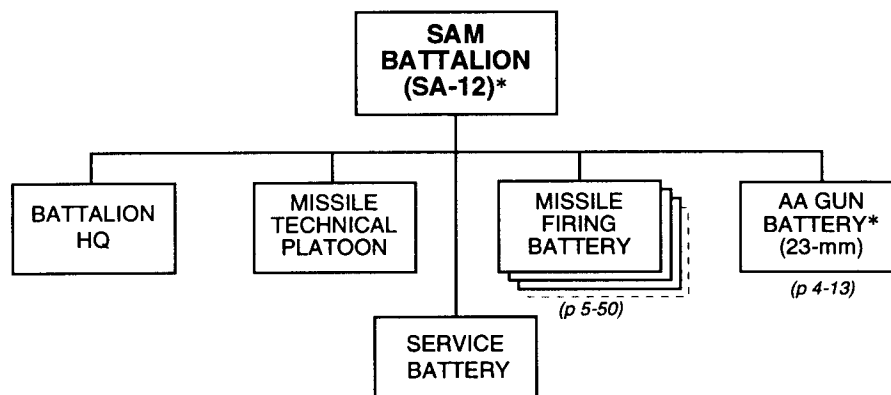 SAM
BATTALION
(SA-12)*
BATTALION
HQ
MISSILE
TECHNICAL
PLATOON
MISSILE
FIRING
BATTERY
(p 5-50)
AA GUN
BATTERY*
(23-mm)
(p 4-13)
SERVICE
BATTERY